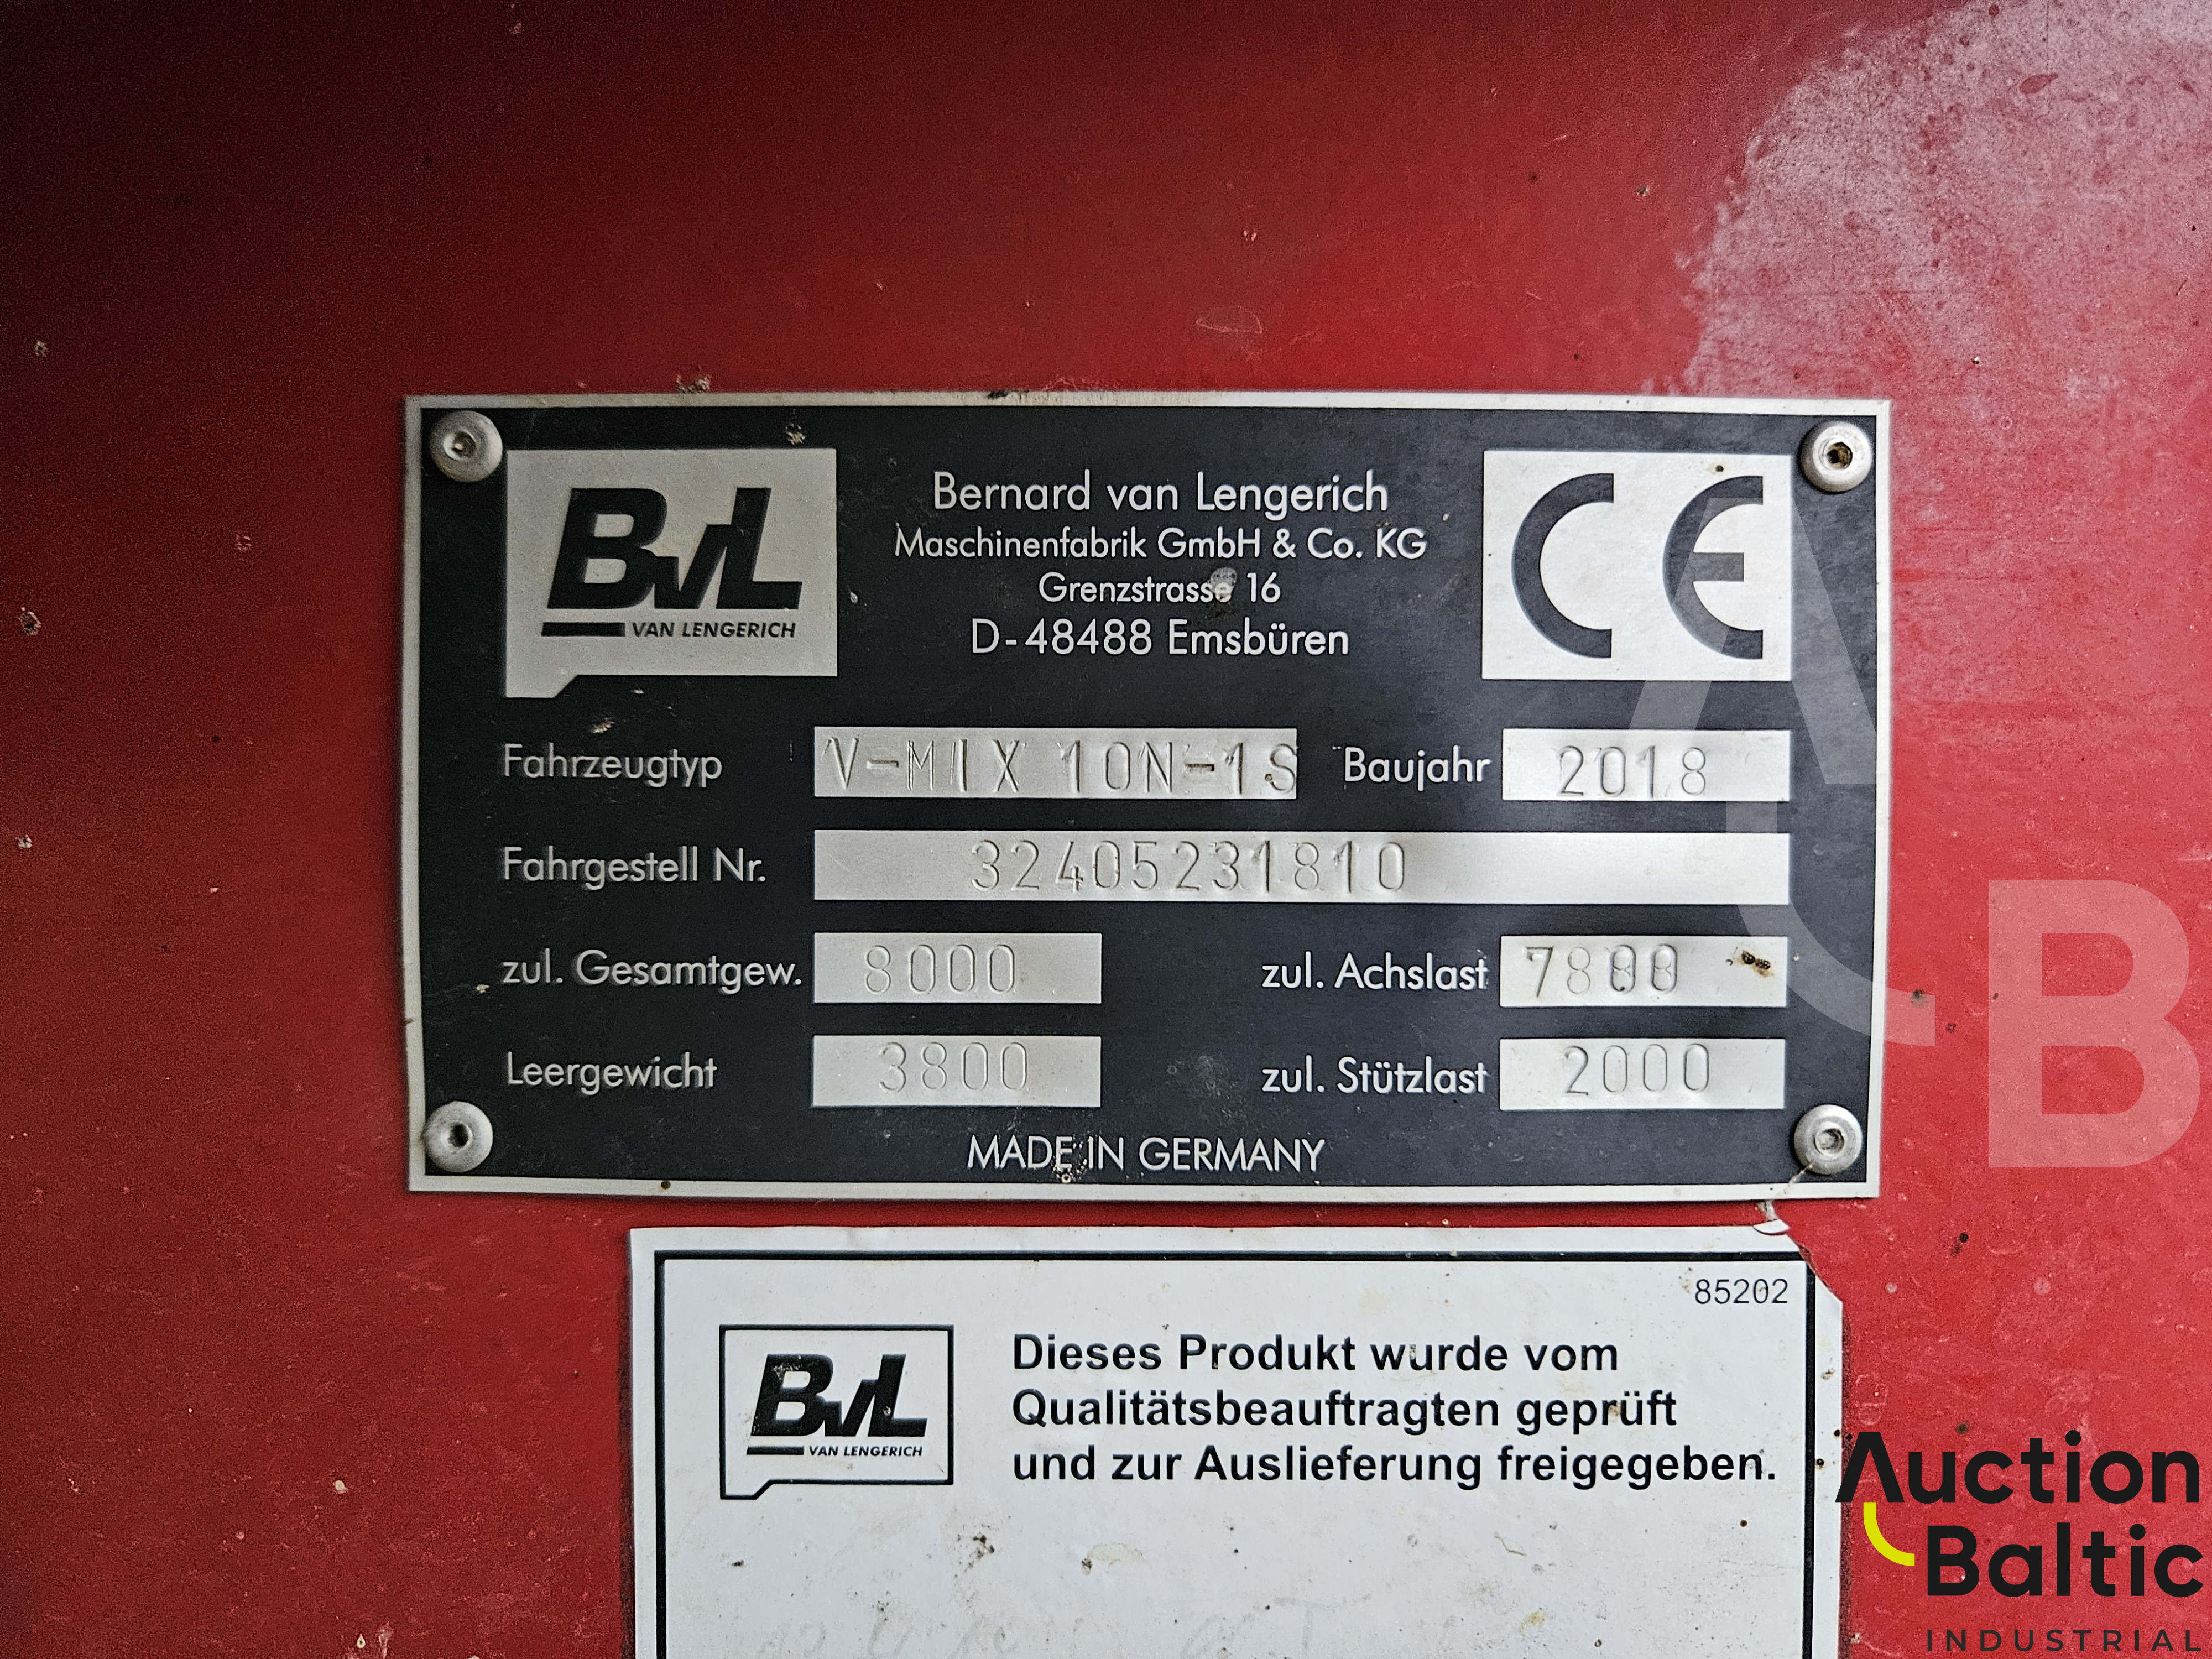 BvL
VAN LENGERICH
Bernard van Lengerich
Maschinenfabrik GmbH & Co. KG
Grenzstrasse 16
D-48488 Emsbüren
CE
Fahrzeugtyp V-MIX 10N-1S Baujahr 2018
Fahrgestell Nr. 32405231810
zul. Gesamtgew. 8000 zul. Achslast
Leergewicht 3800 zul. Stützlast 2000
MADE IN GERMANY
85202
BvL
VAN LENGERICH
Dieses Produkt wurde vom
Qualitätsbeauftragten geprüft
und zur Auslieferung freigegeben.
AB
Auction
Baltic
INDUSTRIAL